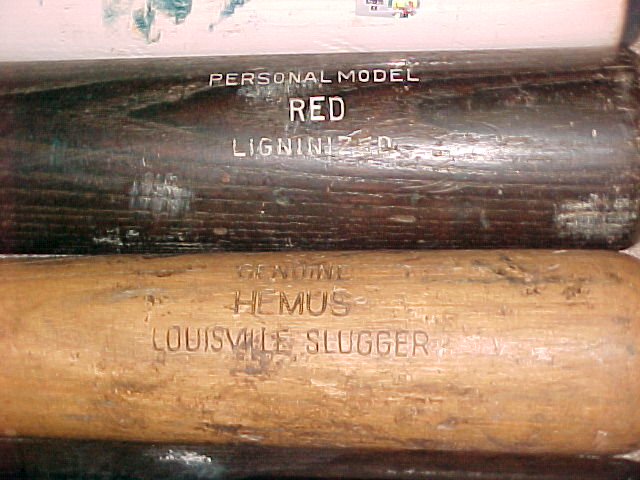 PERSONAL MODEL
RED
LIGNINIZED
GENUINE
HEMUS
LOUISVILLE SLUGGER